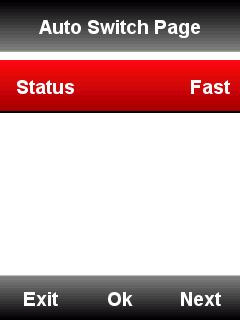 Auto Switch Page
Status Fast
Exit Ok Next